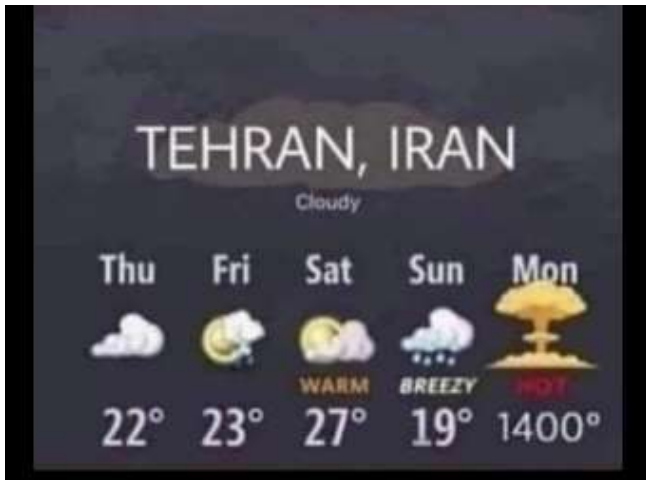 TEHRAN, IRAN
Cloudy
Thu Fri Sat Sun Mon
WARM BREEZY HOT
22° 23° 27° 19° 1400°